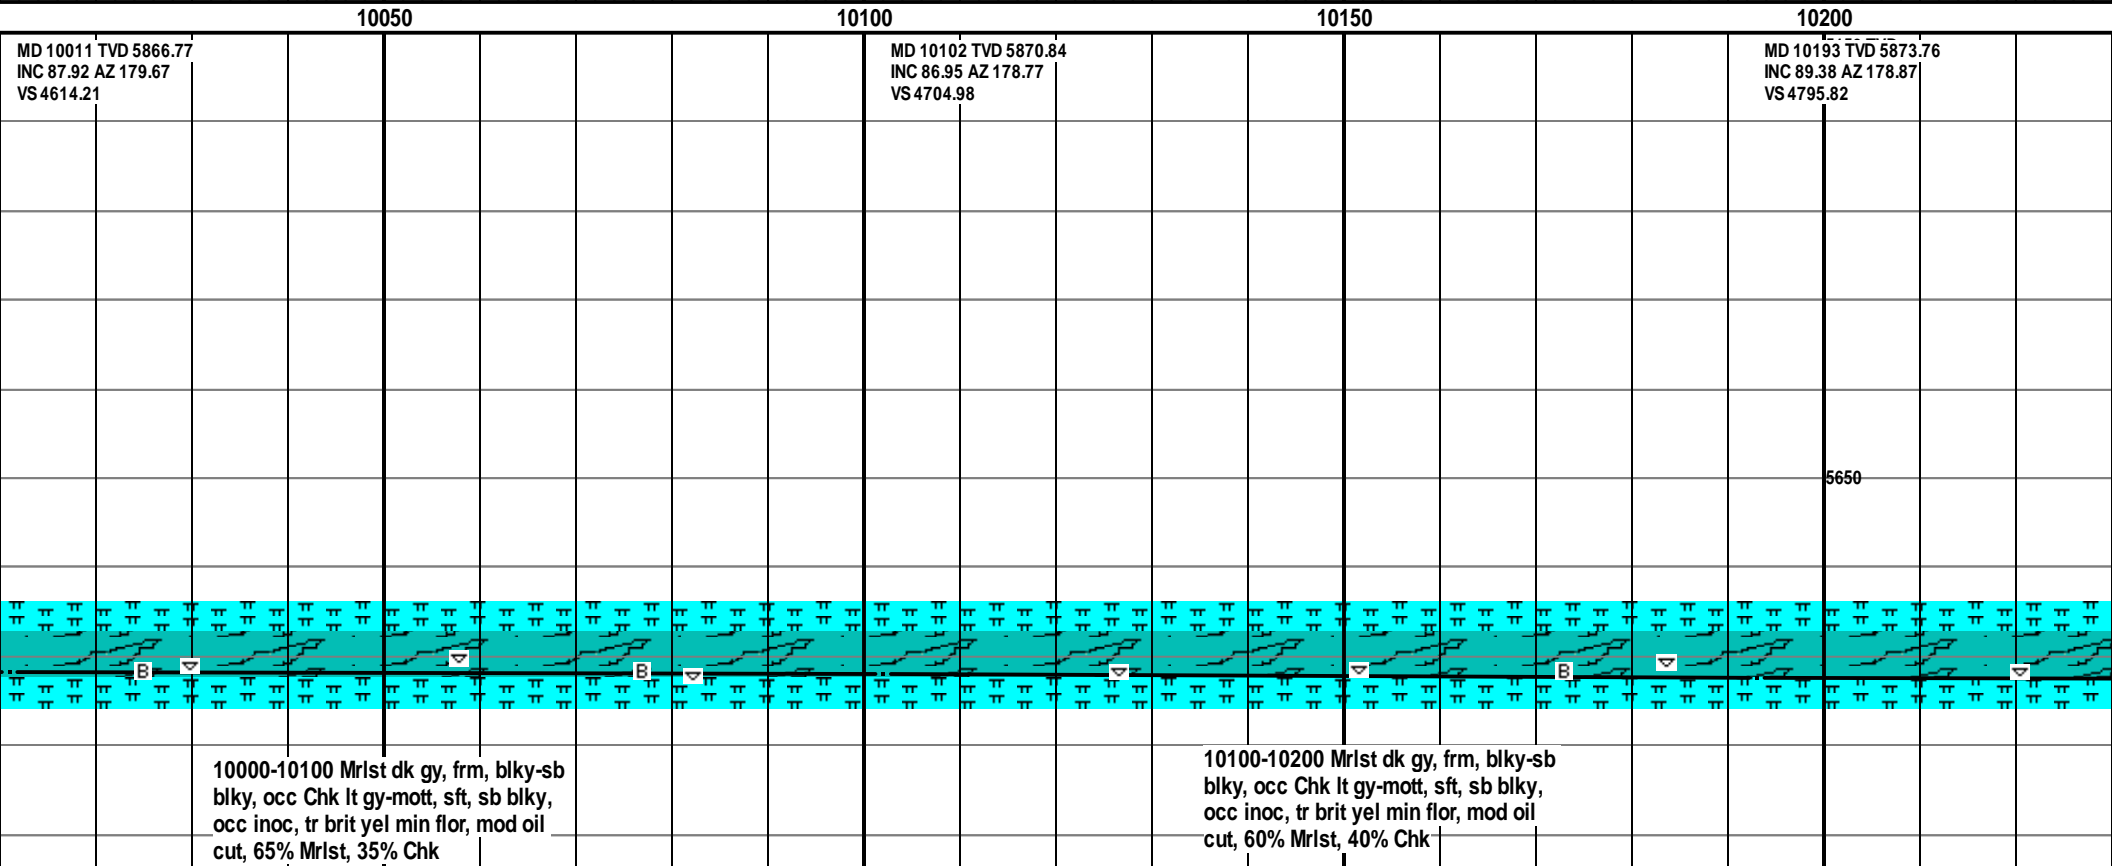 10050 10100 10150 10200
MD 10011 TVD 5866.77
INC 87.92 AZ 179.67
VS 4614.21
MD 10102 TVD 5870.84
INC 86.95 AZ 178.77
VS 4704.98
MD 10193 TVD 5873.76
INC 89.38 AZ 178.87
VS 4795.82
5650
B B B
10000-10100 Mrlst dk gy, frm, blky-sb
blky, occ Chk lt gy-mott, sft, sb blky,
occ inoc, tr brit yel min flor, mod oil
cut, 65% Mrlst, 35% Chk
10100-10200 Mrlst dk gy, frm, blky-sb
blky, occ Chk lt gy-mott, sft, sb blky,
occ inoc, tr brit yel min flor, mod oil
cut, 60% Mrlst, 40% Chk